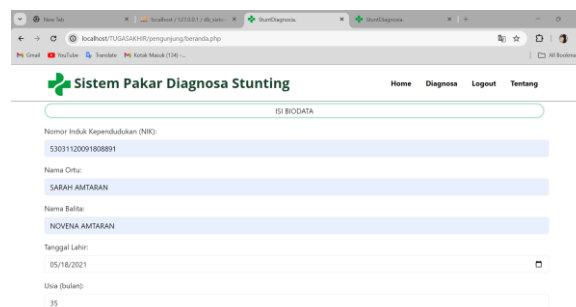 New Tab
localhost / 127.0.0.1 / db_stun
StuntDiagnosis.
StuntDiagnosis.
localhost/TUGASAKHIR/pengunjung/beranda.php
Gmail YouTube Translate Kotak Masuk (134) -... All Bookma
Sistem Pakar Diagnosa Stunting
Home Diagnosa Logout Tentang
ISI BIODATA
Nomor Induk Kependudukan (NIK):
53031120091808891
Nama Ortu:
SARAH AMTARAN
Nama Balita:
NOVENA AMTARAN
Tanggal Lahir:
05/18/2021
Usia (bulan):
35